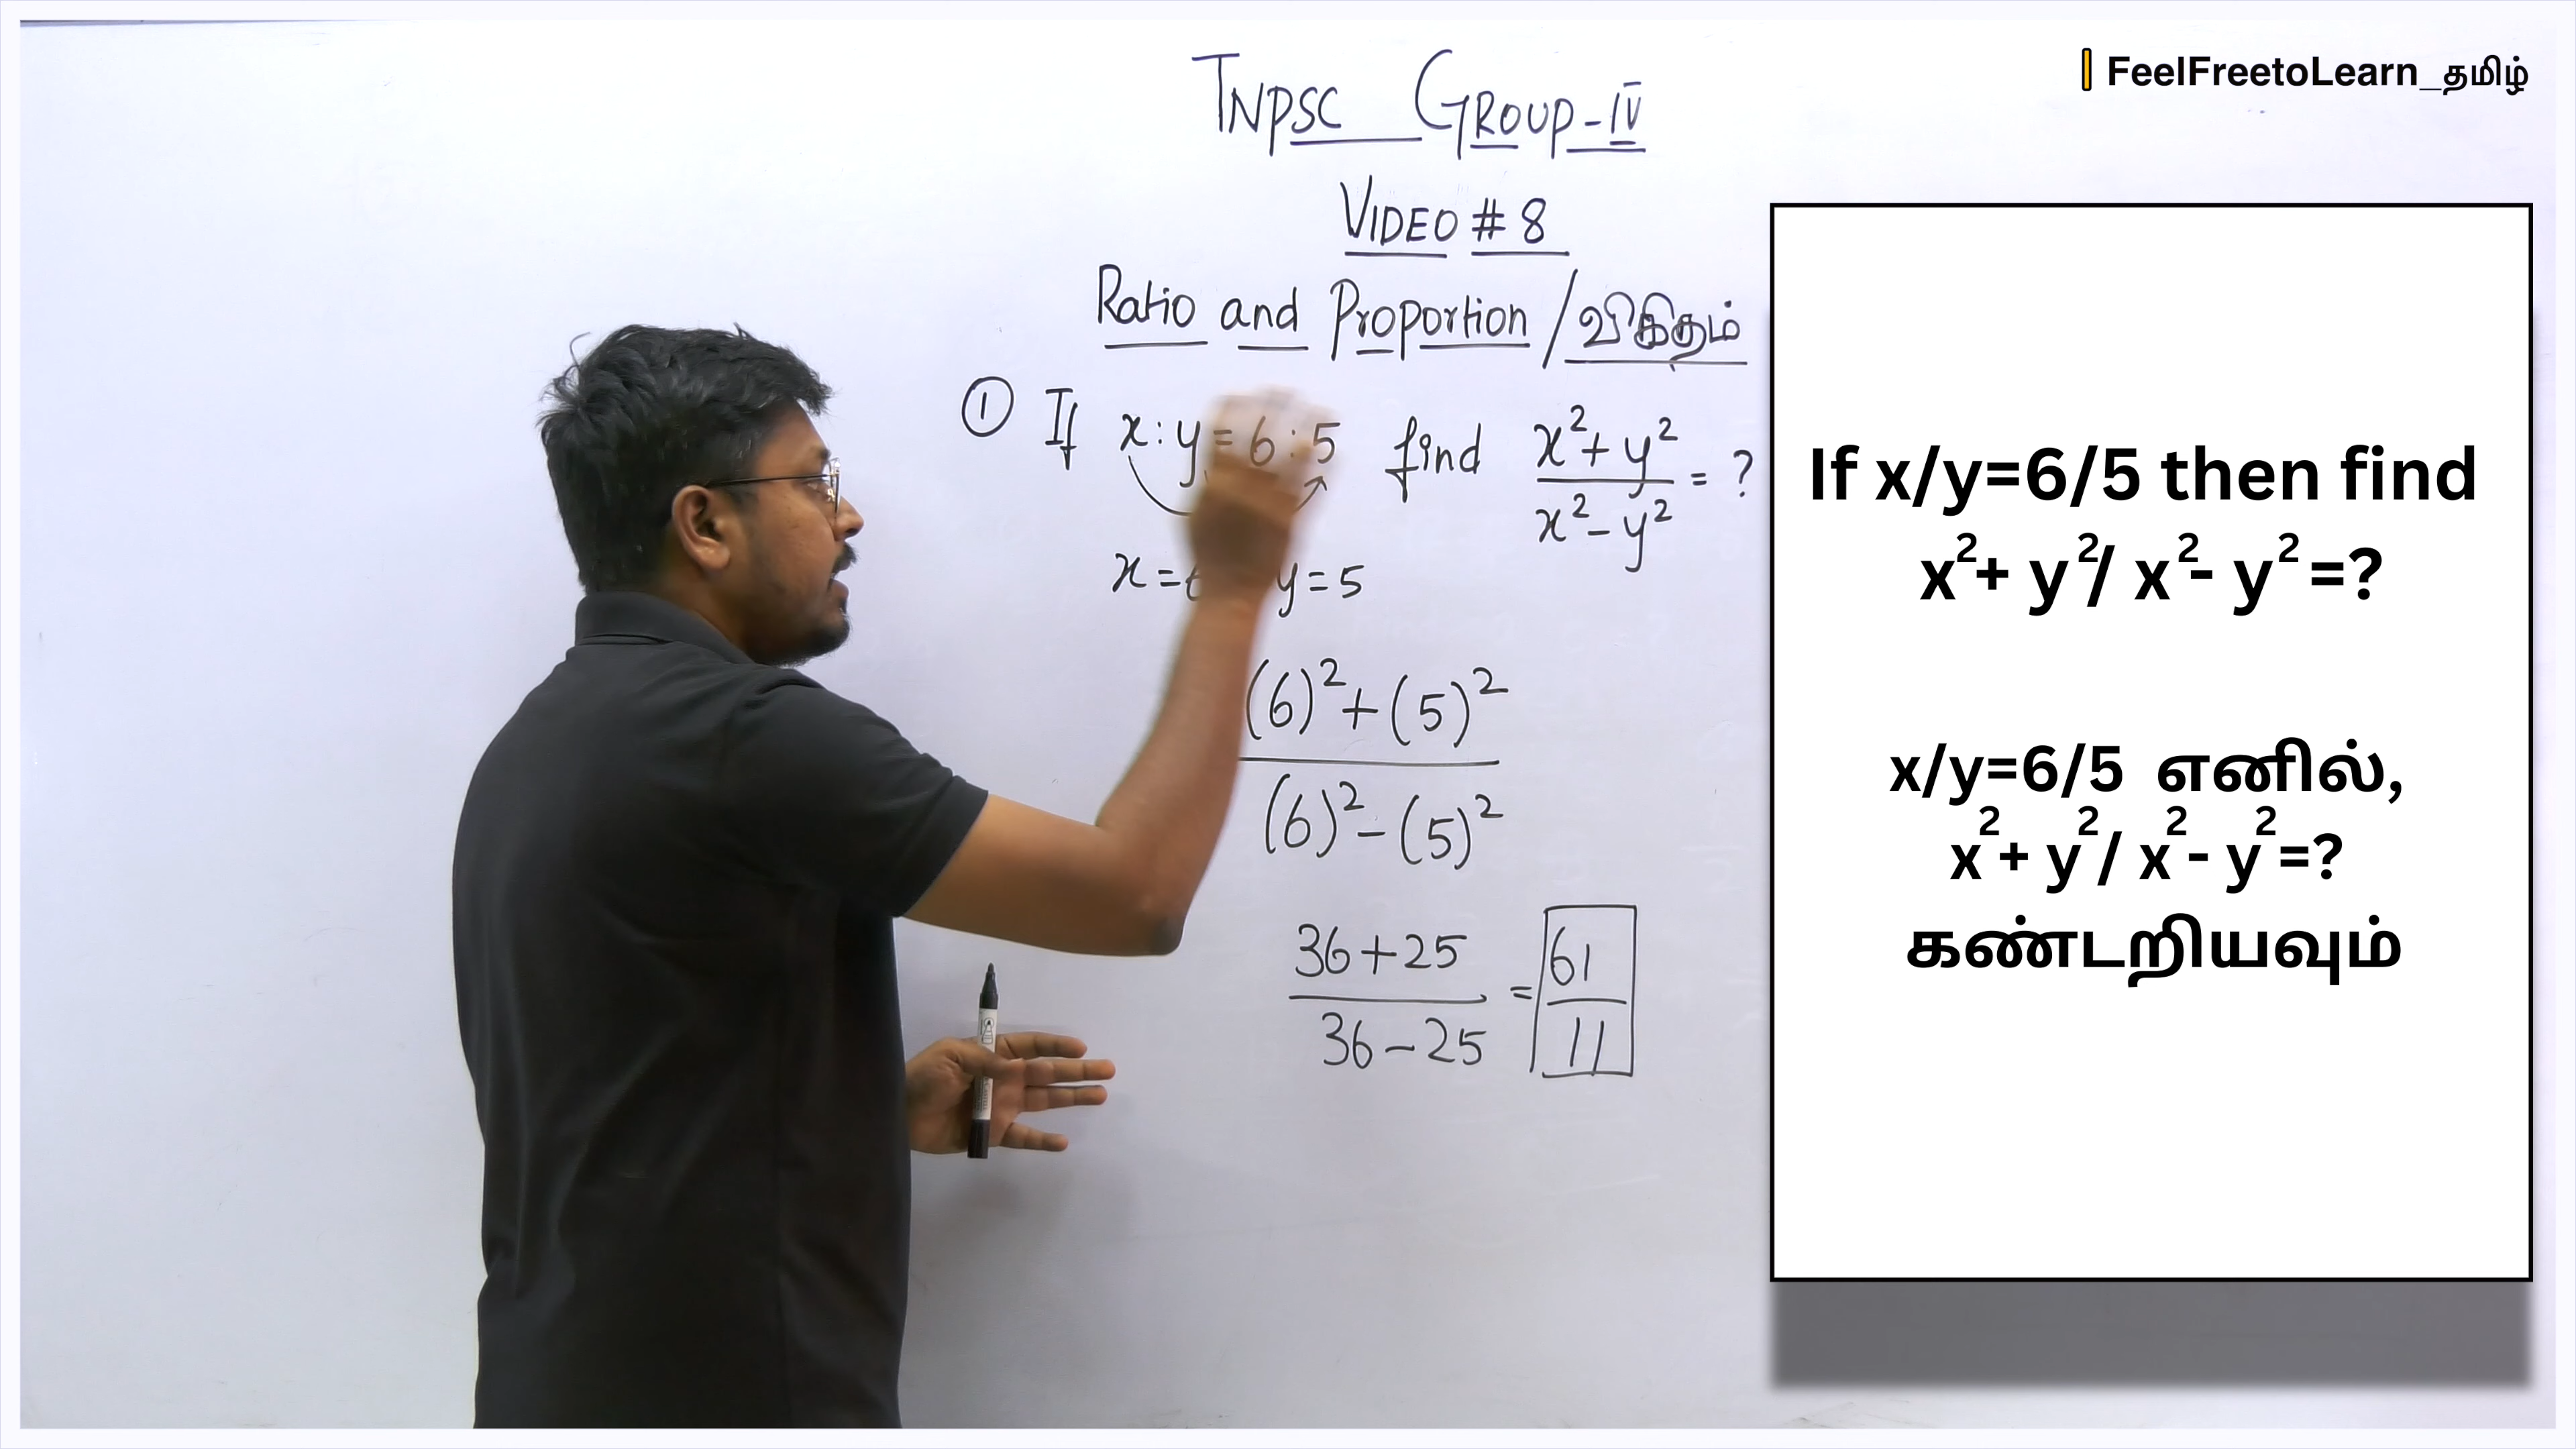 TNPSC GROUP-IV
VIDEO # 8
Ratio and Proportion / விகிதம்
① If x : y = 6 : 5 find x²+ y² / x²- y² = ?
x = 6 y = 5
(6)²+(5)²
(6)²-(5)²
36+25
36-25
= 61
11
FeelFreetoLearn_தமிழ்
If x/y=6/5 then find
x²+ y²/ x²- y² =?
x/y=6/5 எனில்,
x²+ y²/ x²- y²=?
கண்டறியவும்